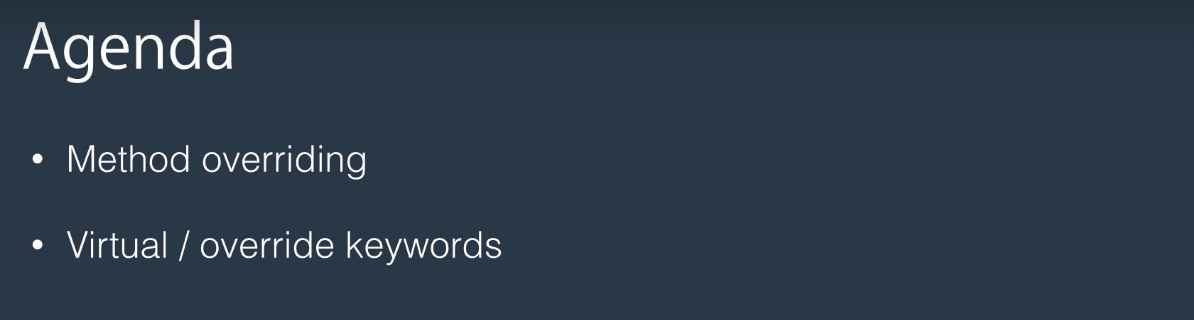 Agenda
• Method overriding
• Virtual / override keywords